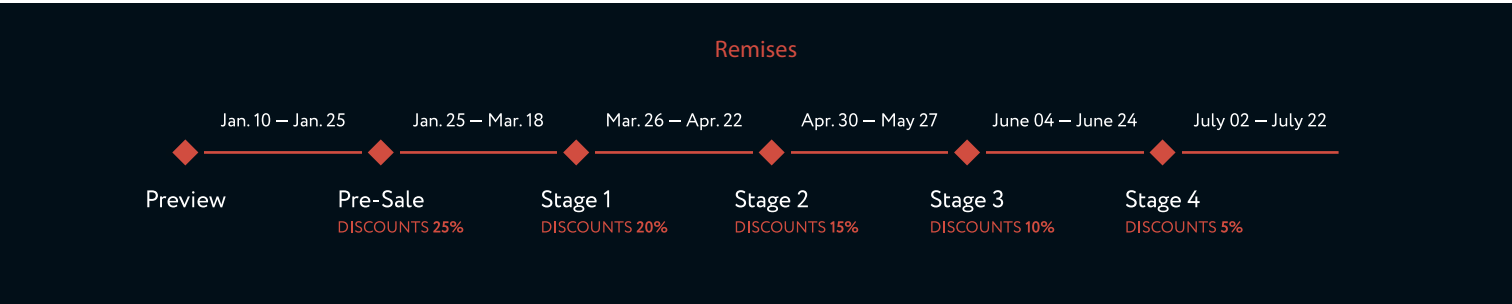 Remises
Jan. 10 – Jan. 25
Jan. 25 – Mar. 18
Mar. 26 – Apr. 22
Apr. 30 – May 27
June 04 – June 24
July 02 – July 22
Preview
Pre-Sale
DISCOUNTS 25%
Stage 1
DISCOUNTS 20%
Stage 2
DISCOUNTS 15%
Stage 3
DISCOUNTS 10%
Stage 4
DISCOUNTS 5%